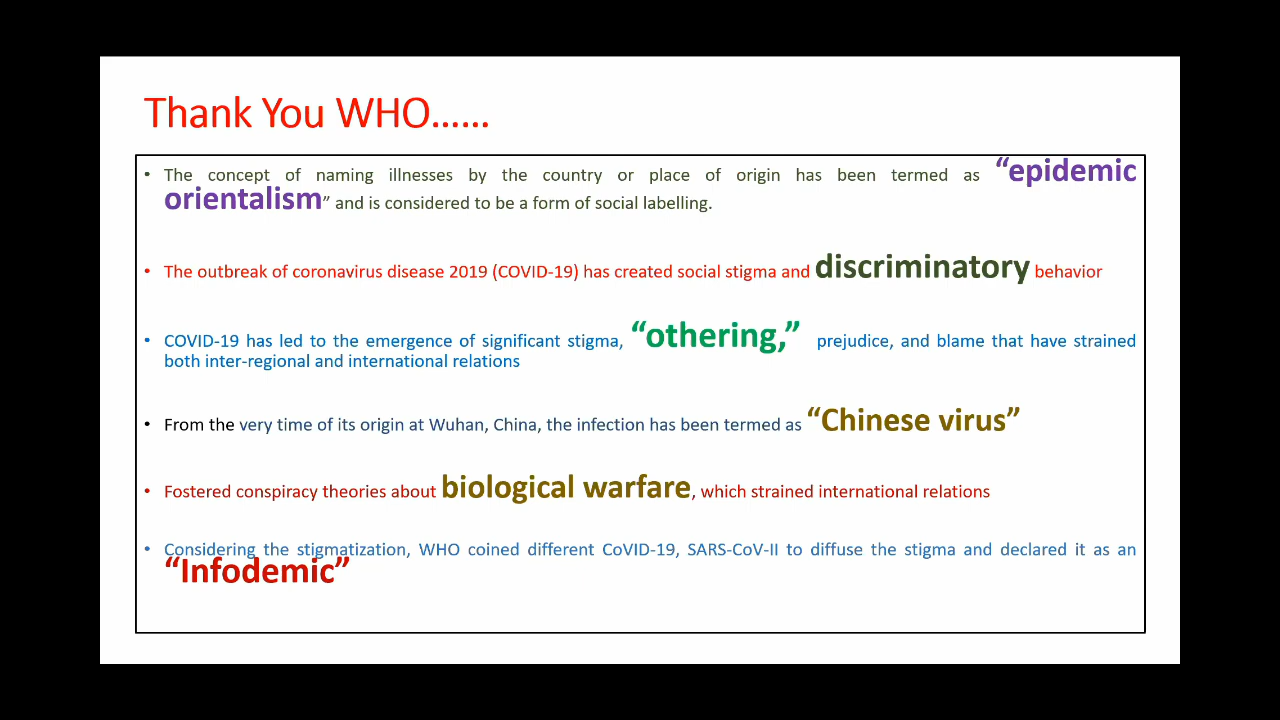 Thank You WHO......
• The concept of naming illnesses by the country or place of origin has been termed as “epidemic
orientalism” and is considered to be a form of social labelling.
• The outbreak of coronavirus disease 2019 (COVID-19) has created social stigma and discriminatory behavior
• COVID-19 has led to the emergence of significant stigma, “othering,” prejudice, and blame that have strained
both inter-regional and international relations
• From the very time of its origin at Wuhan, China, the infection has been termed as “Chinese virus”
• Fostered conspiracy theories about biological warfare, which strained international relations
• Considering the stigmatization, WHO coined different CoVID-19, SARS-CoV-II to diffuse the stigma and declared it as an
“Infodemic”